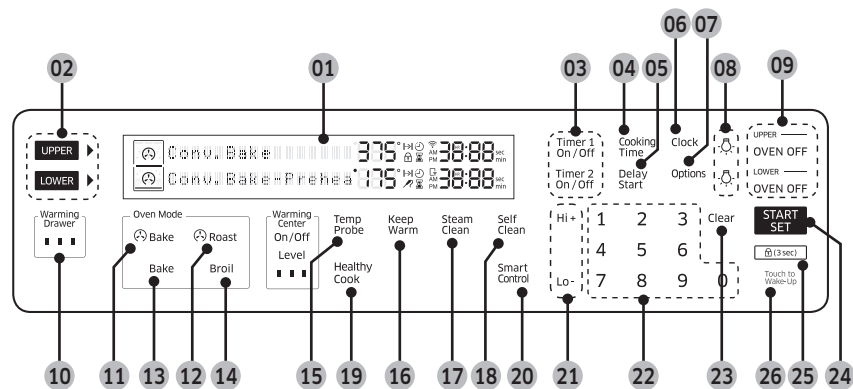 06 07
02 01 03 04 05 08 09
UPPER
LOWER
Conv. Bake 375° 38:88 AM PM sec min
Conv. Bake-Prehea 175° 38:88 AM PM sec min
Timer 1
On / Off
Timer 2
On / Off
Cooking
Time
Delay
Start
Clock
Options
UPPER
OVEN OFF
LOWER
OVEN OFF
Warming
Drawer
Oven Mode
Bake Roast
Bake Broil
Warming
Center
On/Off
Level
Temp
Probe
Healthy
Cook
Keep
Warm
Steam
Clean
Self
Clean
Smart
Control
Hi +
Lo -
1 2 3
4 5 6
7 8 9 0
Clear
START
SET
(3 sec)
Touch to
Wake-Up
10 11 13 12 14 15 19 16 17 18 20 21 22 23 26 25 24